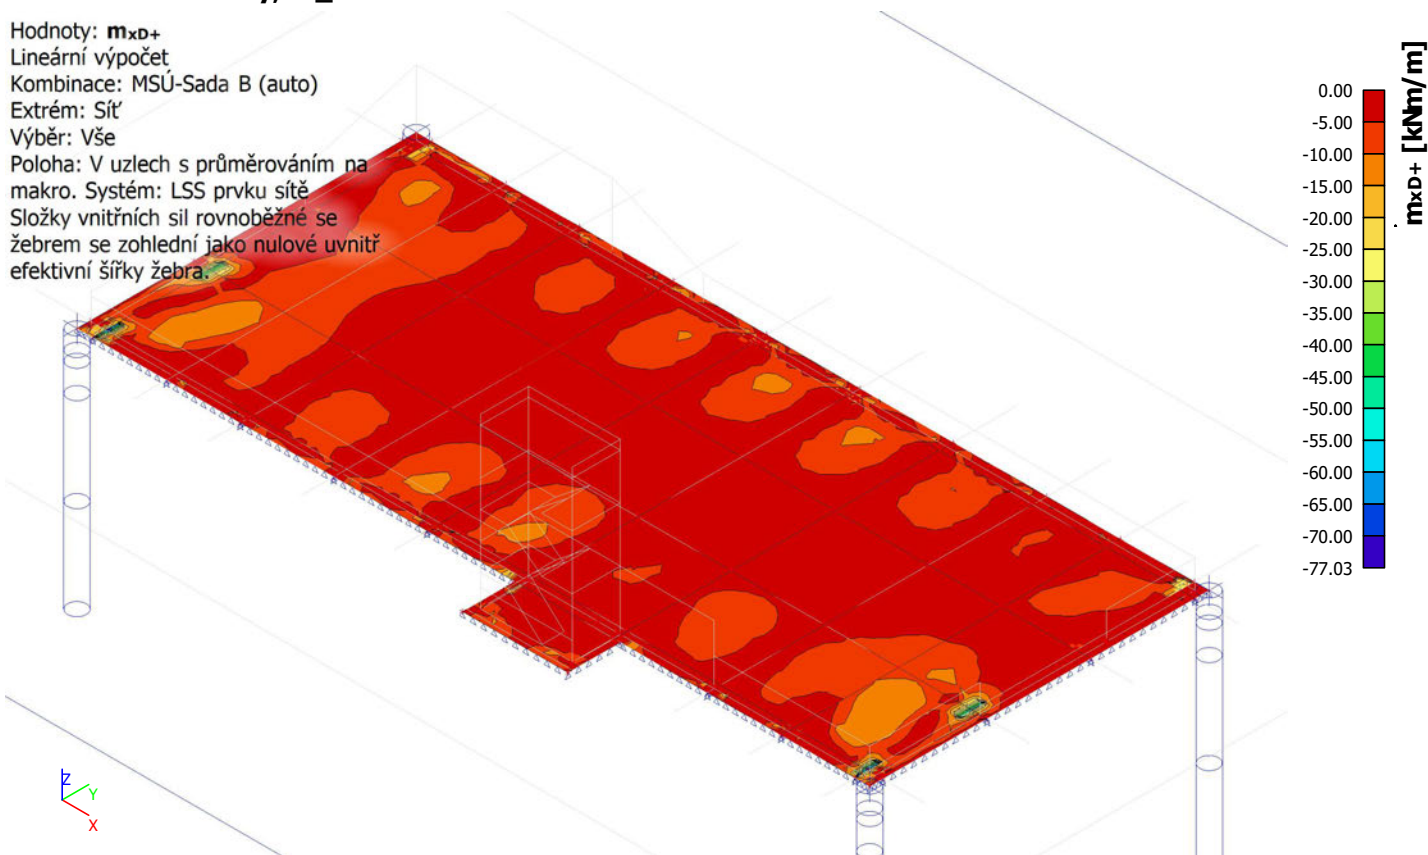 Hodnoty: mxD+
Lineární výpočet
Kombinace: MSÚ-Sada B (auto)
Extrém: Síť
Výběr: Vše
Poloha: V uzlech s průměrováním na
makro. Systém: LSS prvku sítě
Složky vnitřních sil rovnoběžné se
žebrem se zohlední jako nulové uvnitř
efektivní šířky žebra.
mxD+ [kNm/m]
0.00
-5.00
-10.00
-15.00
-20.00
-25.00
-30.00
-35.00
-40.00
-45.00
-50.00
-55.00
-60.00
-65.00
-70.00
-77.03
Z
Y
X